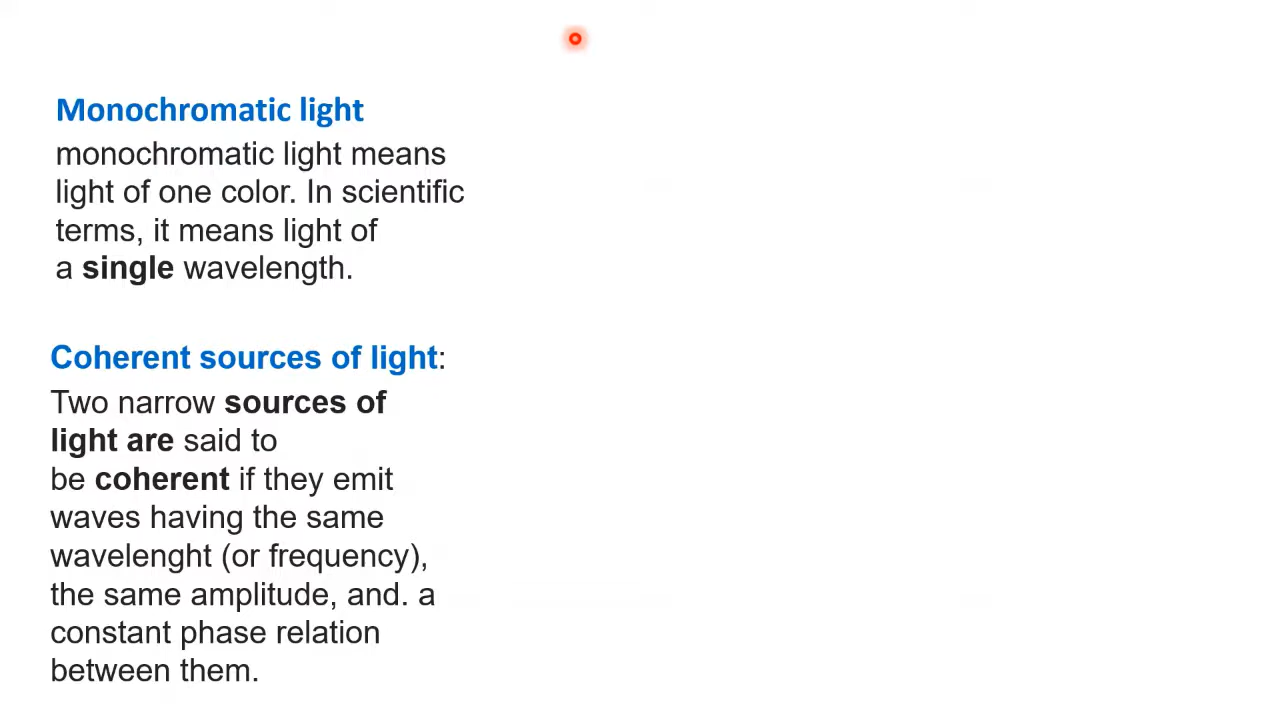 Monochromatic light
monochromatic light means
light of one color. In scientific
terms, it means light of
a single wavelength.
Coherent sources of light:
Two narrow sources of
light are said to
be coherent if they emit
waves having the same
wavelenght (or frequency),
the same amplitude, and. a
constant phase relation
between them.